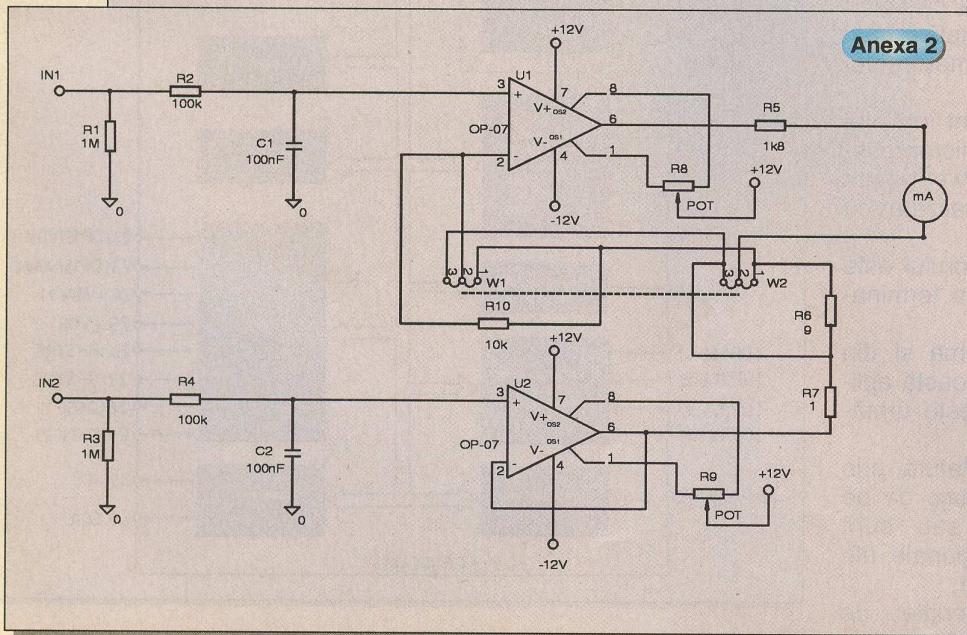 Anexa 2
+12V
IN1
R2
100k
R1
1M
0
C1
100nF
0
U1
3
+
7
8
V+
OS2
OP-07
6
V-
OS1
2
-
4
1
-12V
R8
POT
+12V
R5
1k8
mA
3
2
1
W1
3
2
1
W2
R10
10k
R6
9
R7
1
+12V
IN2
R4
100k
R3
1M
0
C2
100nF
0
U2
3
+
7
8
V+
OS2
OP-07
6
V-
OS1
2
-
4
1
-12V
R9
POT
+12V